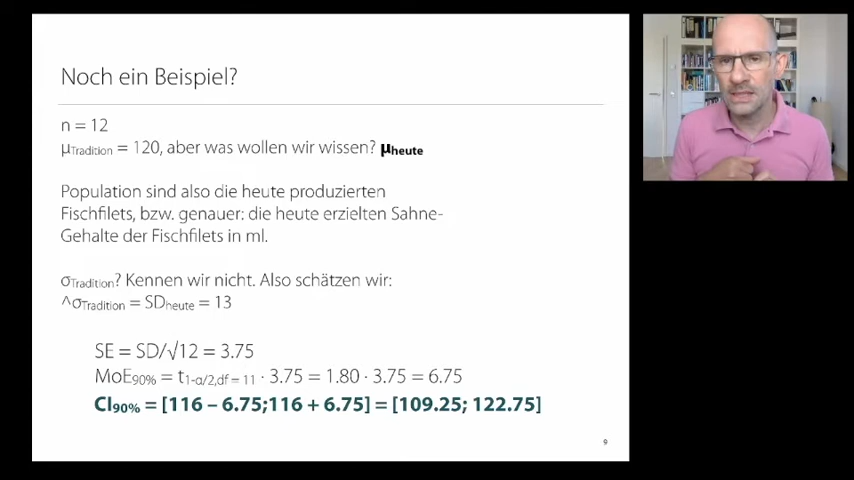 Noch ein Beispiel?
n = 12
μTradition = 120, aber was wollen wir wissen? μheute
Population sind also die heute produzierten
Fischfilets, bzw. genauer: die heute erzielten Sahne-
Gehalte der Fischfilets in ml.
σTradition? Kennen wir nicht. Also schätzen wir:
^σTradition = SDheute = 13
SE = SD/√12 = 3.75
MoE90% = t1-α/2,df = 11 · 3.75 = 1.80 · 3.75 = 6.75
CI90% = [116 – 6.75;116 + 6.75] = [109.25; 122.75]
9